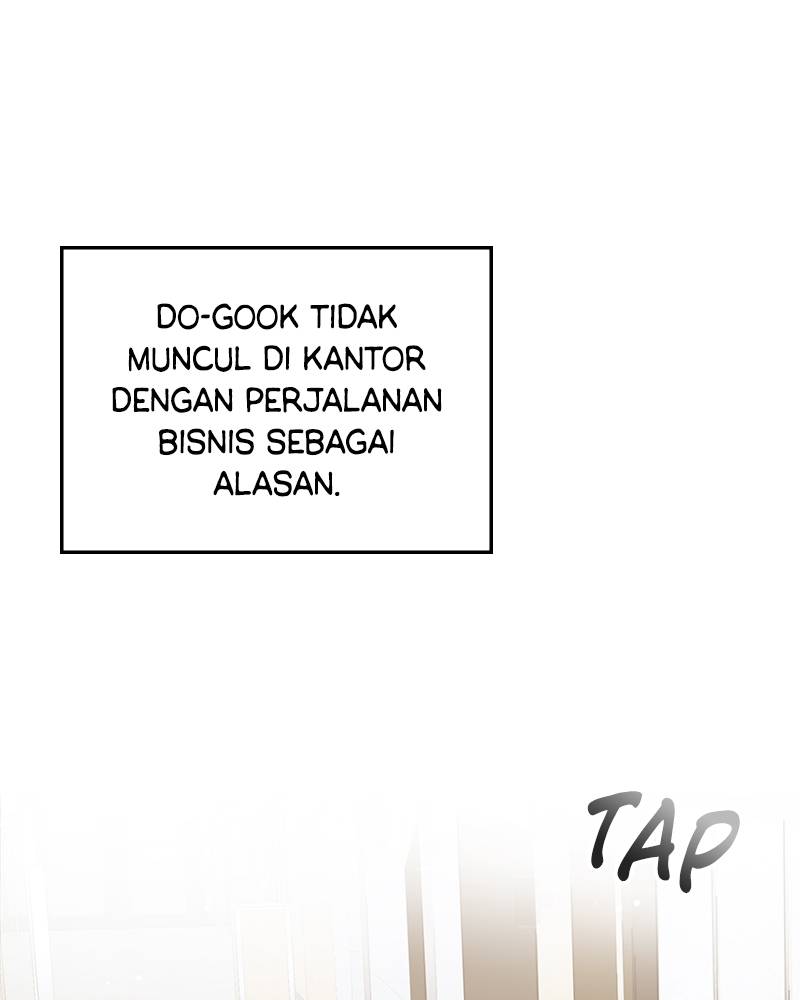 DO-GOOK TIDAK
MUNCUL DI KANTOR
DENGAN PERJALANAN
BISNIS SEBAGAI
ALASAN.
TAP